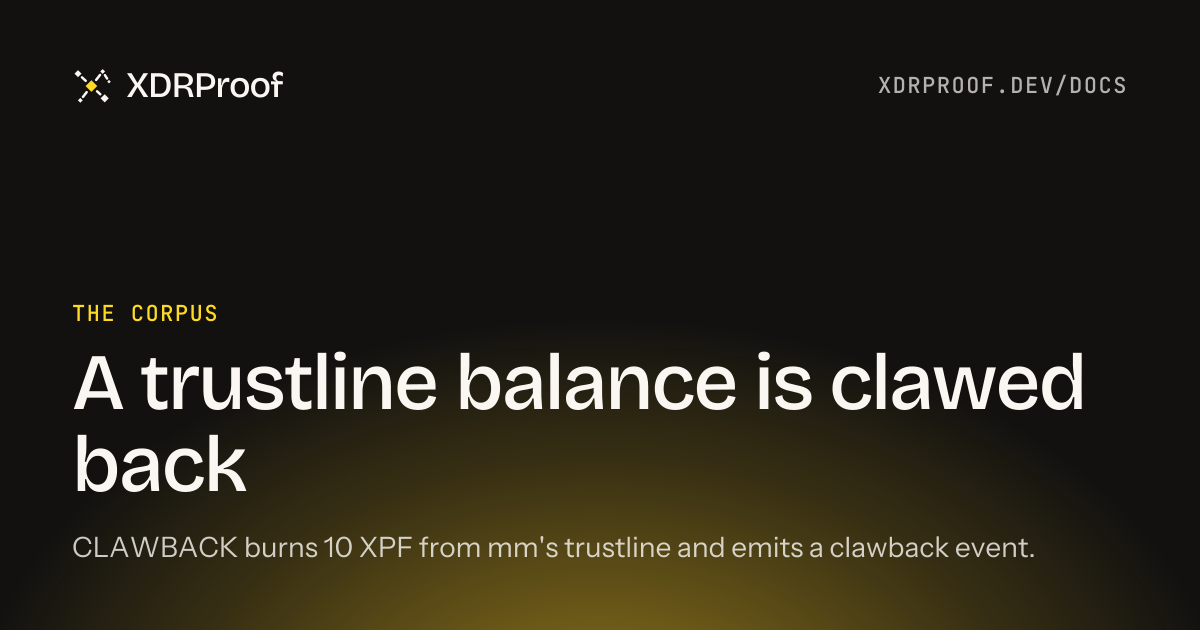 XDRProof
XDRPROOF.DEV/DOCS
THE CORPUS
A trustline balance is clawed
back
CLAWBACK burns 10 XPF from mm's trustline and emits a clawback event.